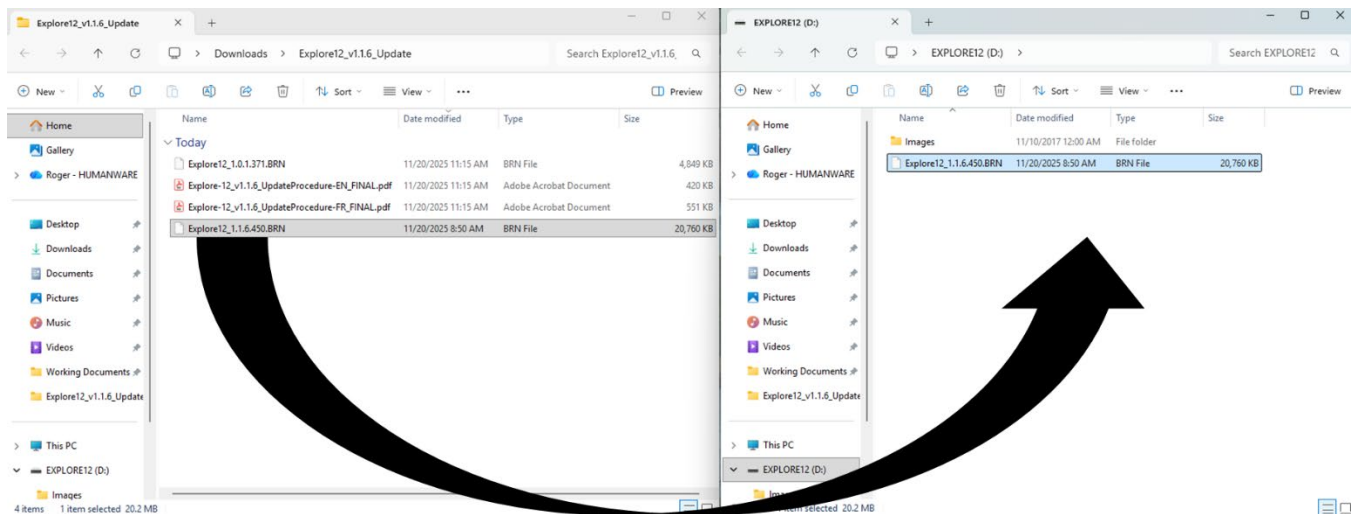 Explore12_v1.1.6_Update
Downloads > Explore12_v1.1.6_Update
Search Explore12_v1.1.6_
New
Sort
View
Preview
Home
Gallery
Roger - HUMANWARE
Desktop
Downloads
Documents
Pictures
Music
Videos
Working Documents
Explore12_v1.1.6_Update
This PC
EXPLORE12 (D:)
Images
Name Date modified Type Size
Today
Explore12_1.0.1.371.BRN 11/20/2025 11:15 AM BRN File 4,849 KB
Explore-12_v1.1.6_UpdateProcedure-EN_FINAL.pdf 11/20/2025 11:15 AM Adobe Acrobat Document 420 KB
Explore-12_v1.1.6_UpdateProcedure-FR_FINAL.pdf 11/20/2025 11:15 AM Adobe Acrobat Document 551 KB
Explore12_1.1.6.450.BRN 11/20/2025 8:50 AM BRN File 20,760 KB
4 items 1 item selected 20.2 MB
EXPLORE12 (D:)
EXPLORE12 (D:) >
Search EXPLORE12
New
Sort
View
Preview
Home
Gallery
Roger - HUMANWARE
Desktop
Downloads
Documents
Pictures
Music
Videos
Working Documents
Explore12_v1.1.6_Update
This PC
EXPLORE12 (D:)
Name Date modified Type Size
Images 11/10/2017 12:00 AM File folder
Explore12_1.1.6.450.BRN 11/20/2025 8:50 AM BRN File 20,760 KB
selected 20.2 MB